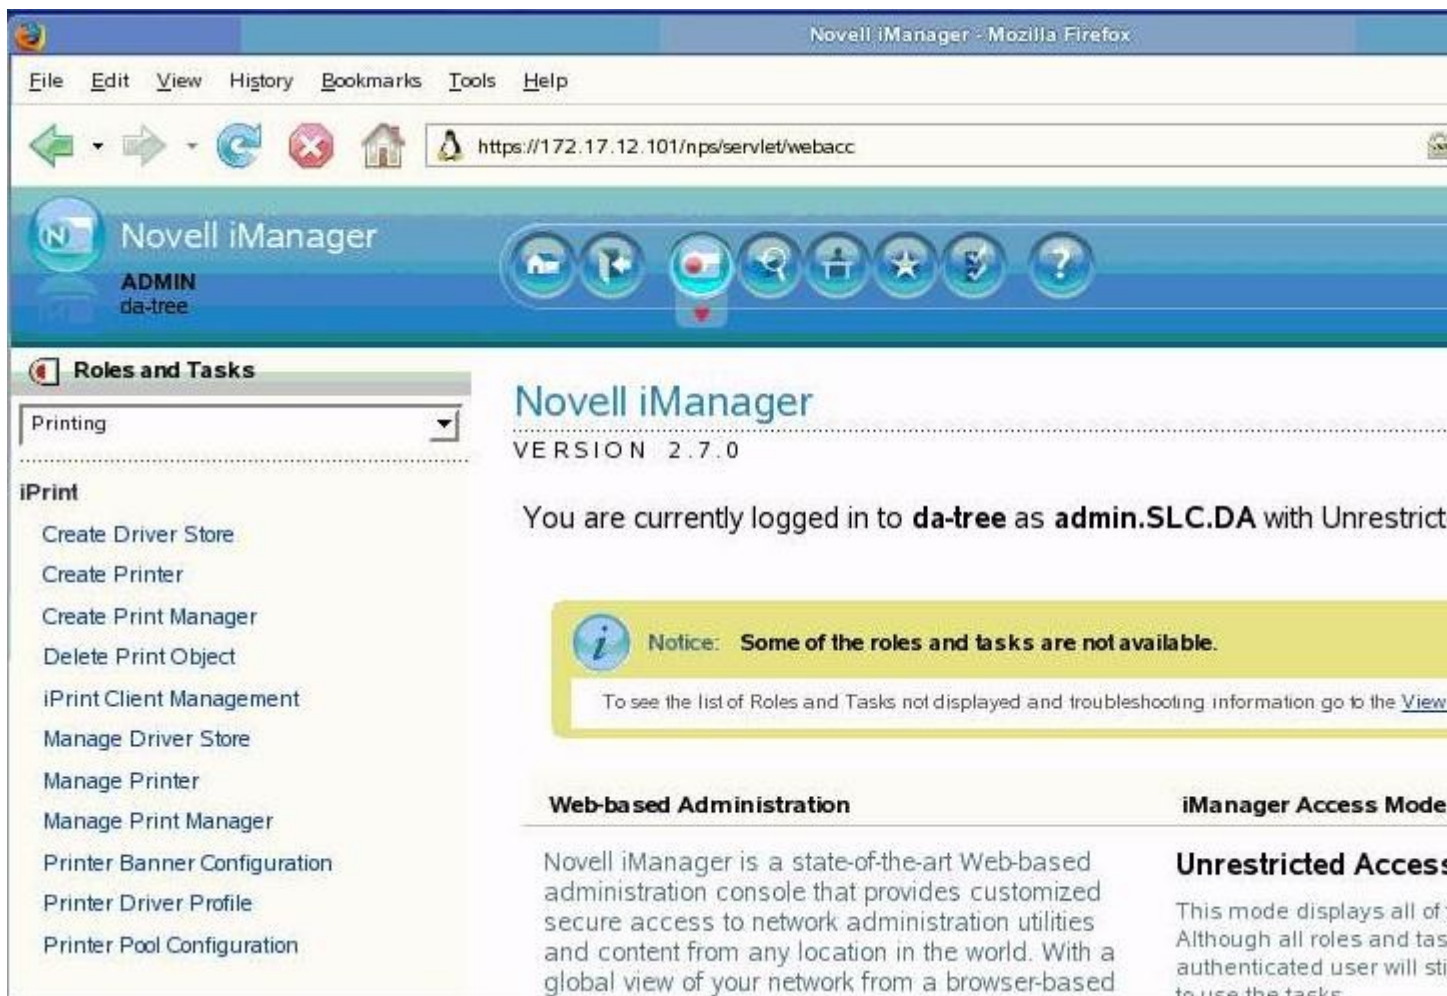 Novell iManager - Mozilla Firefox
File Edit View History Bookmarks Tools Help
https://172.17.12.101/nps/servlet/webacc
N
Novell iManager
ADMIN
da-tree
?
Roles and Tasks
Printing
iPrint
Create Driver Store
Create Printer
Create Print Manager
Delete Print Object
iPrint Client Management
Manage Driver Store
Manage Printer
Manage Print Manager
Printer Banner Configuration
Printer Driver Profile
Printer Pool Configuration
Novell iManager
VERSION 2.7.0
You are currently logged in to da-tree as admin.SLC.DA with Unrestrict
i
Notice: Some of the roles and tasks are not available.
To see the list of Roles and Tasks not displayed and troubleshooting information go to the View
Web-based Administration
Novell iManager is a state-of-the-art Web-based
administration console that provides customized
secure access to network administration utilities
and content from any location in the world. With a
global view of your network from a browser-based
iManager Access Mode
Unrestricted Access
This mode displays all of
Although all roles and tas
authenticated user will sti
to use the tasks